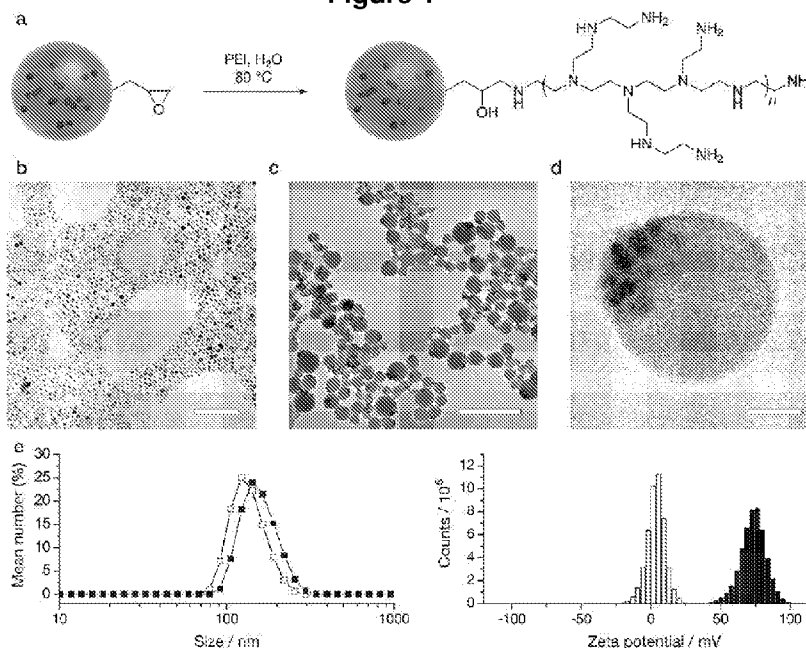 Figure 1
a
PEI, H2O
80 °C
O
OH
N
H
HN
NH2
N
N
HN
NH2
NH2
N
N
H
n
NH
b
c
d
e
Mean number (%)
30
25
20
15
10
5
0
10
100
1000
Size / nm
Counts / 10^6
12
10
8
6
4
2
0
-100
-50
0
50
100
Zeta potential / mV